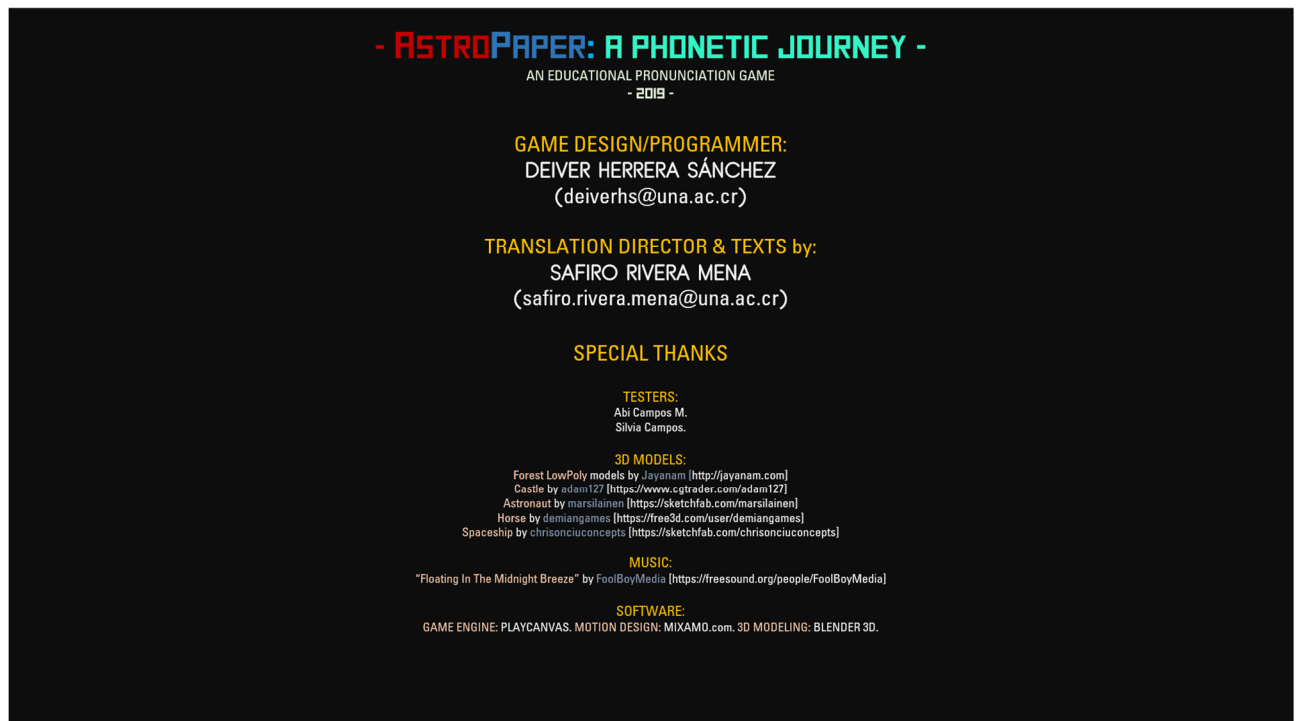 - AstroPaper: A PHONETIC JOURNEY -
AN EDUCATIONAL PRONUNCIATION GAME
- 2019 -
GAME DESIGN/PROGRAMMER:
DEIVER HERRERA SÁNCHEZ
(deiverhs@una.ac.cr)
TRANSLATION DIRECTOR & TEXTS by:
SAFIRO RIVERA MENA
(safiro.rivera.mena@una.ac.cr)
SPECIAL THANKS
TESTERS:
Abi Campos M.
Silvia Campos.
3D MODELS:
Forest LowPoly models by Jayanam [http://jayanam.com]
Castle by adam127 [https://www.cgtrader.com/adam127]
Astronaut by marsilainen [https://sketchfab.com/marsilainen]
Horse by demiangames [https://free3d.com/user/demiangames]
Spaceship by chrisonciuconcepts [https://sketchfab.com/chrisonciuconcepts]
MUSIC:
“Floating In The Midnight Breeze” by FoolBoyMedia [https://freesound.org/people/FoolBoyMedia]
SOFTWARE:
GAME ENGINE: PLAYCANVAS. MOTION DESIGN: MIXAMO.com. 3D MODELING: BLENDER 3D.